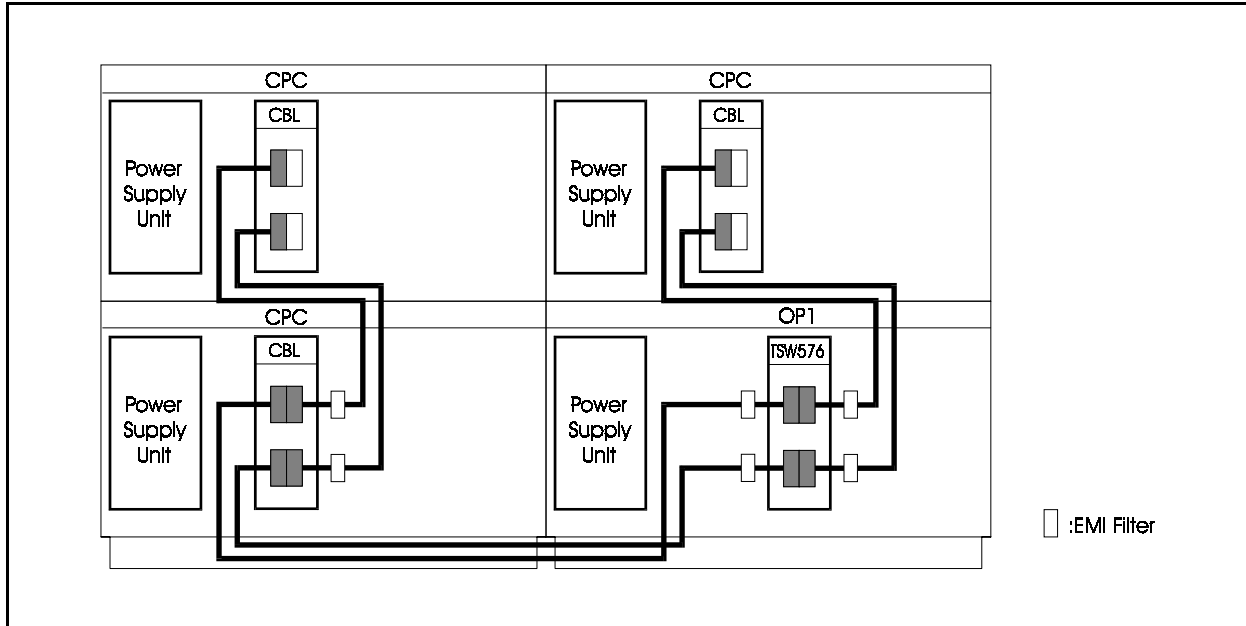 CPC
CPC
CBL
CBL
Power
Supply
Unit
Power
Supply
Unit
CPC
OP1
CBL
TSW576
Power
Supply
Unit
Power
Supply
Unit
:EMI Filter